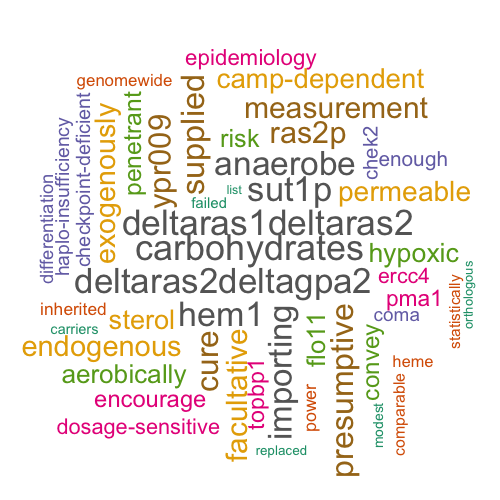 epidemiology
genomewide
camp-dependent
supplied
measurement
penetrant
ypr009
risk
ras2p
chek2
enough
exogenously
checkpoint-deficient
haplo-insufficiency
differentiation
anaerobe
list
sut1p
permeable
failed
deltaras1deltaras2
carbohydrates
hypoxic
deltaras2deltagpa2
ercc4
pma1
statistically
orthologous
inherited
carriers
sterol
hem1
importing
presumptive
coma
endogenous
cure
facultative
flo11
convey
heme
aerobically
topbp1
power
modest
comparable
encourage
dosage-sensitive
replaced